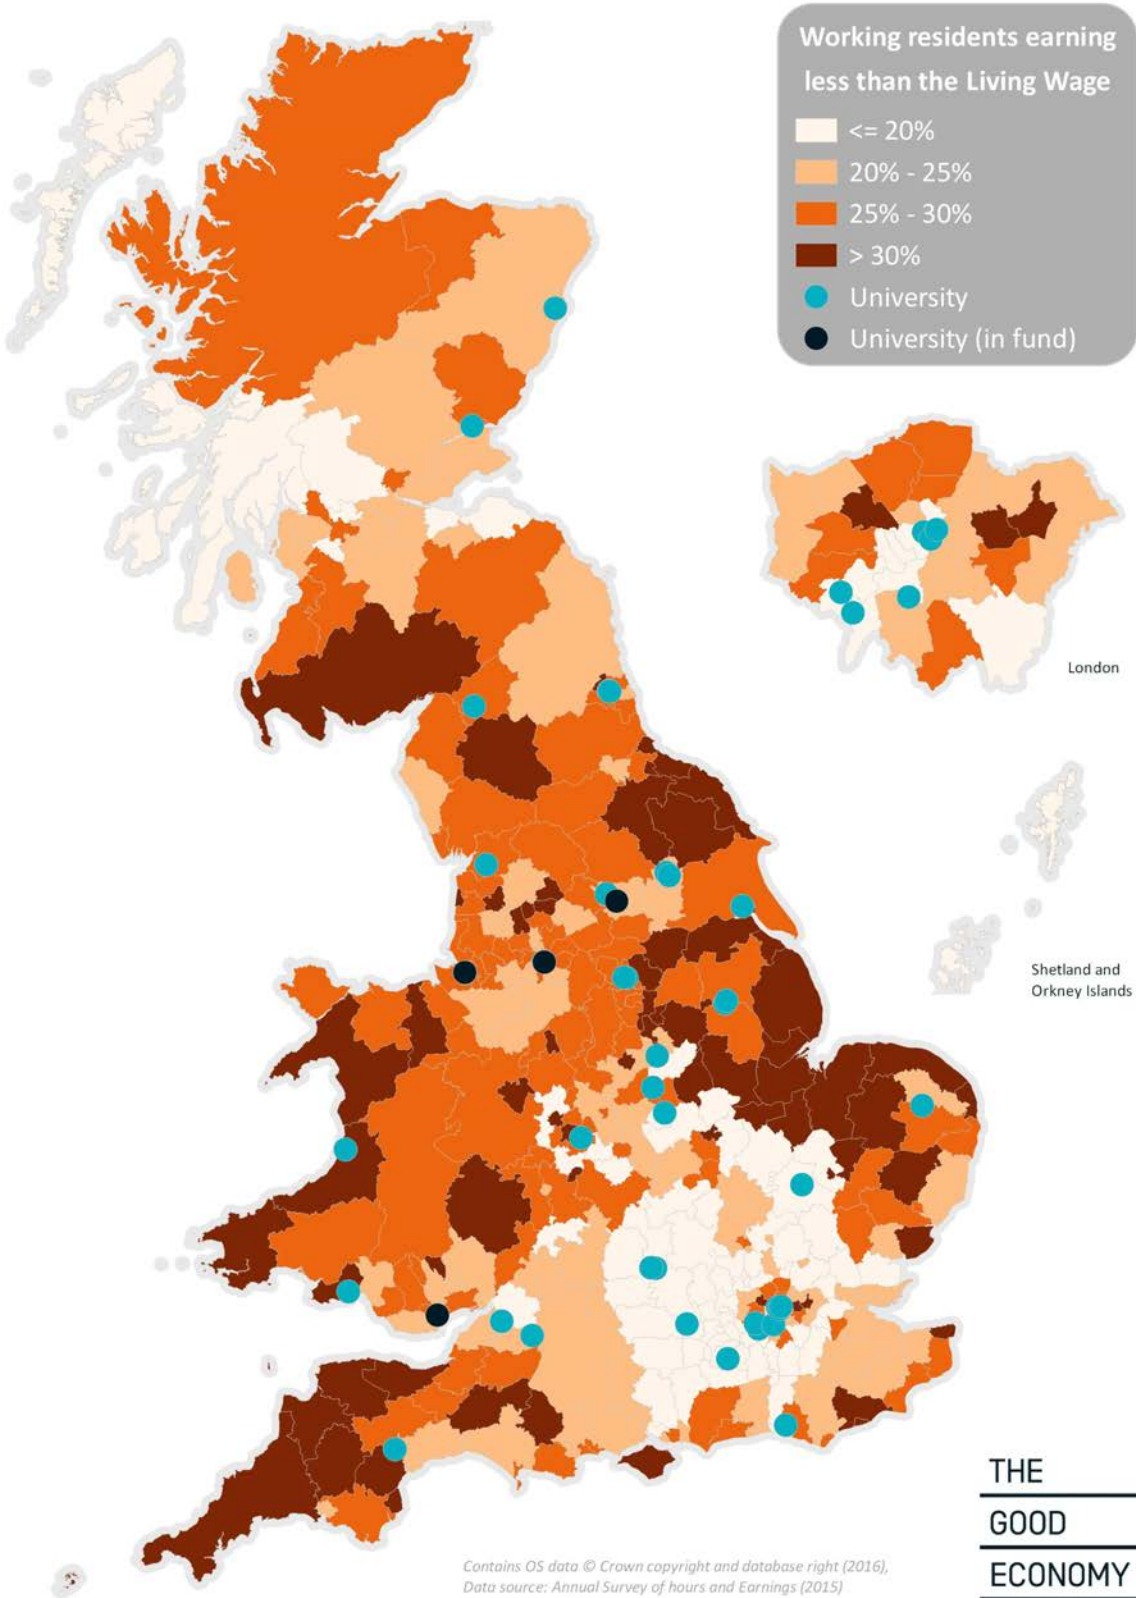 Working residents earning
less than the Living Wage
<= 20%
20% - 25%
25% - 30%
> 30%
University
University (in fund)
London
Shetland and
Orkney Islands
THE
GOOD
ECONOMY
Contains OS data © Crown copyright and database right (2016),
Data source: Annual Survey of hours and Earnings (2015)